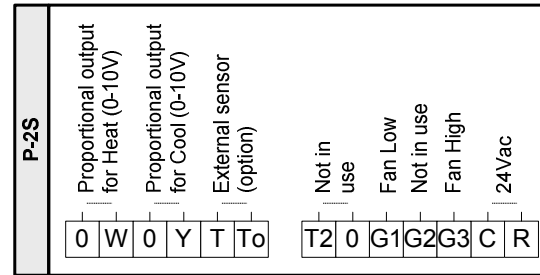 P-2S
Proportional output
for Heat (0-10V)
Proportional output
for Cool (0-10V)
External sensor
(option)
Not in
use
Fan Low
Not in use
Fan High
24Vac
0 W 0 Y T To T2 0 G1 G2 G3 C R